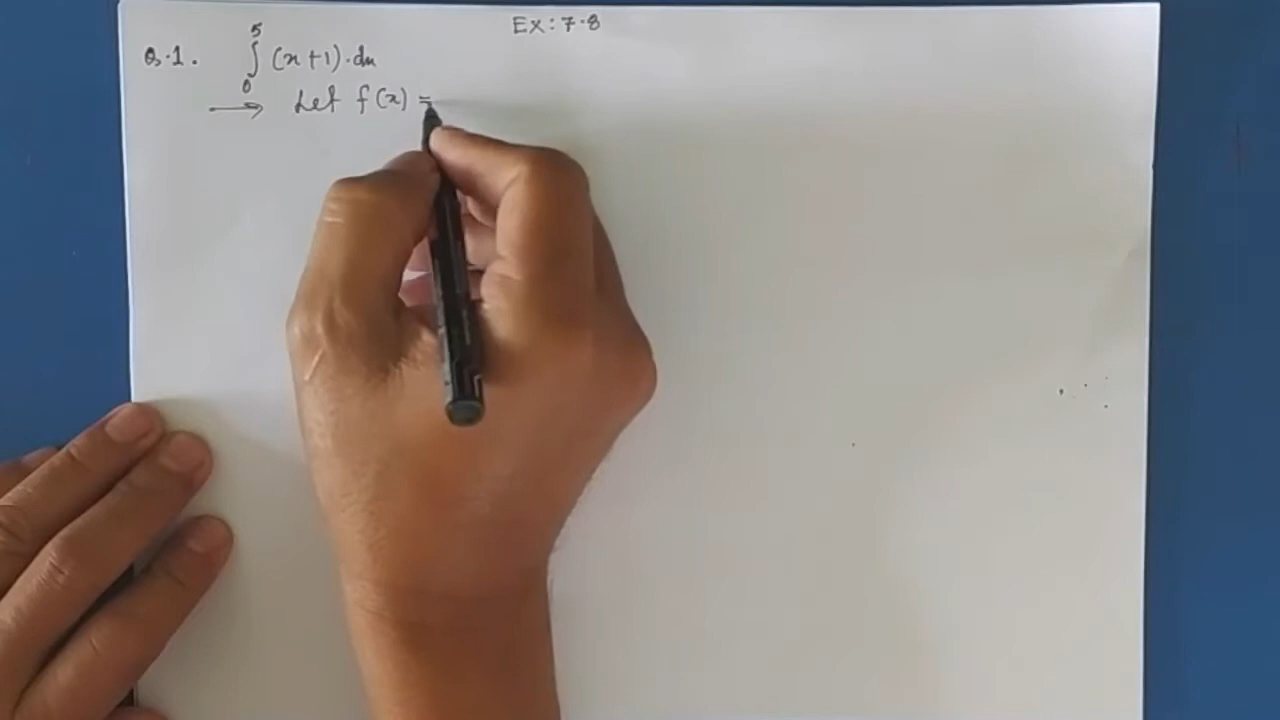 Ex: 7.8
Q.1. ∫₀⁵ (x+1).dx
→ Let f(x) =